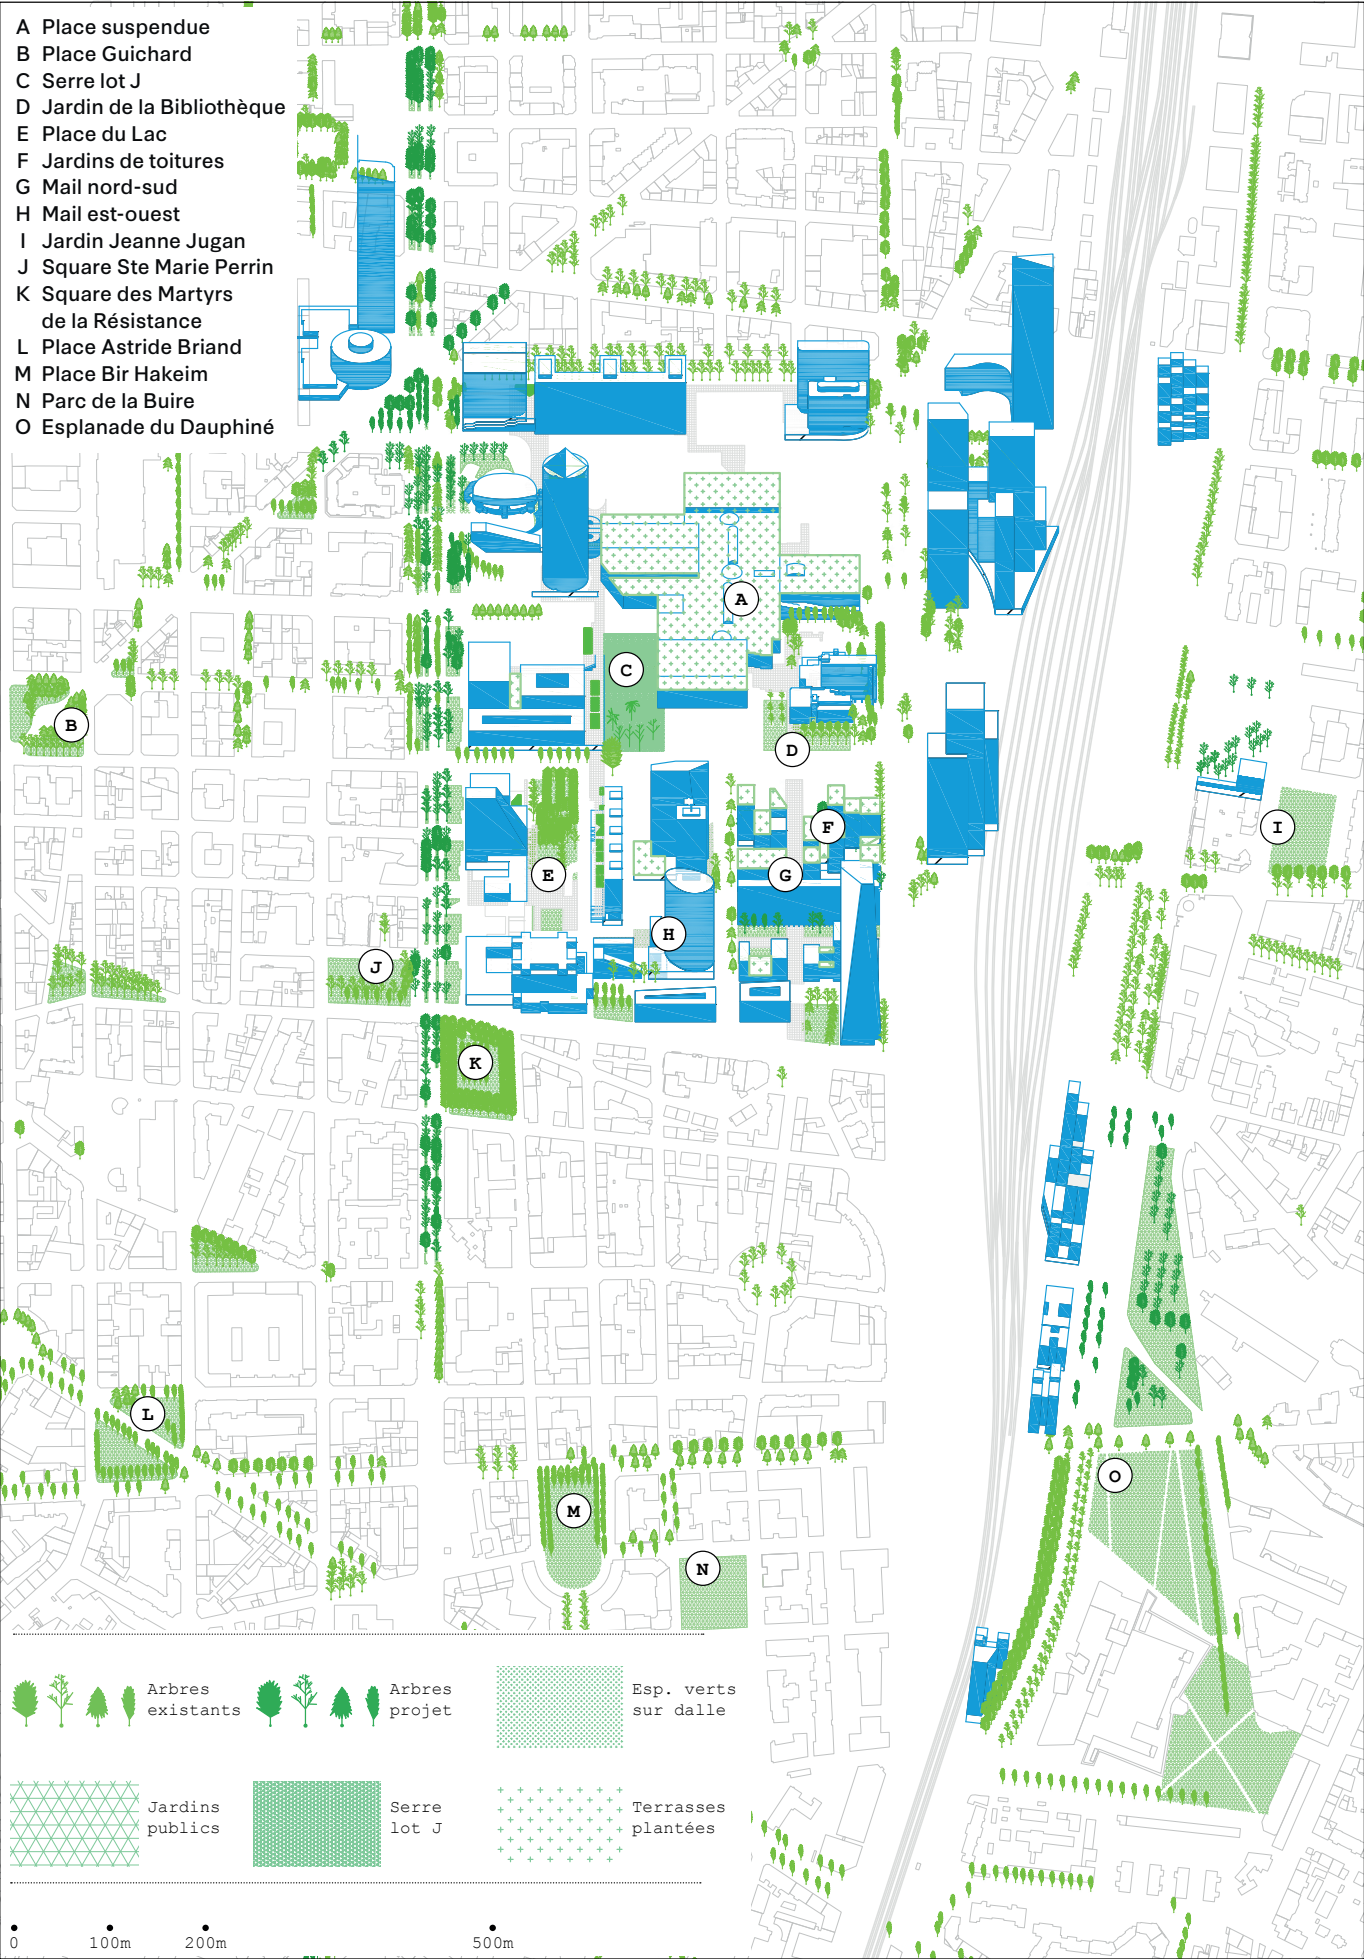 A Place suspendue
B Place Guichard
C Serre lot J
D Jardin de la Bibliothèque
E Place du Lac
F Jardins de toitures
G Mail nord-sud
H Mail est-ouest
I Jardin Jeanne Jugan
J Square Ste Marie Perrin
K Square des Martyrs
de la Résistance
L Place Astride Briand
M Place Bir Hakeim
N Parc de la Buire
O Esplanade du Dauphiné
A
C
B
D
F
I
E
G
H
J
K
L
O
M
N
Arbres
existants
Arbres
projet
Esp. verts
sur dalle
Jardins
publics
Serre
lot J
Terrasses
plantées
0 100m 200m 500m